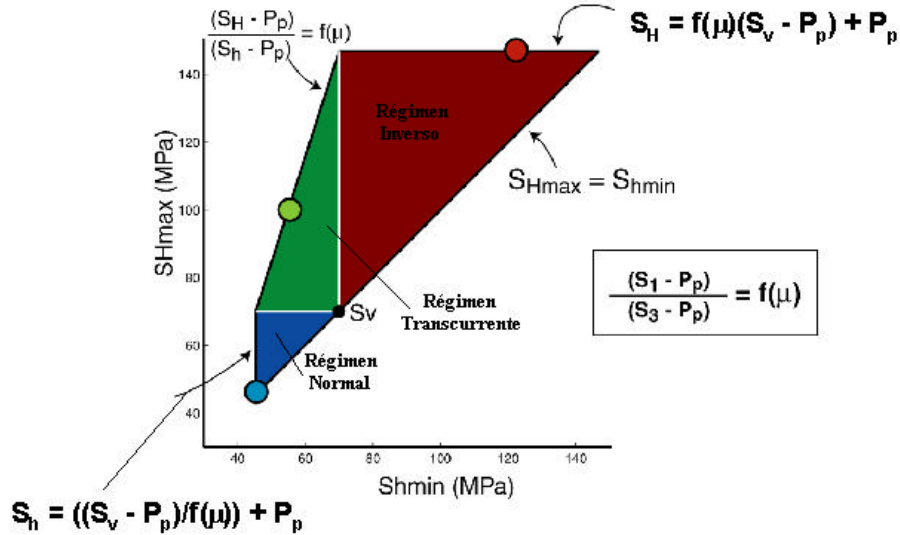 (S_H - P_p)
(S_h - P_p)
= f(μ)
S_H = f(μ)(S_v - P_p) + P_p
Régimen
Inverso
S_Hmax = S_hmin
(S_1 - P_p)
(S_3 - P_p)
= f(μ)
Régimen
Transcurrente
Sv
Régimen
Normal
SHmax (MPa)
140
120
100
80
60
40
40 60 80 100 120 140
Shmin (MPa)
S_h = ((S_v - P_p)/f(μ)) + P_p